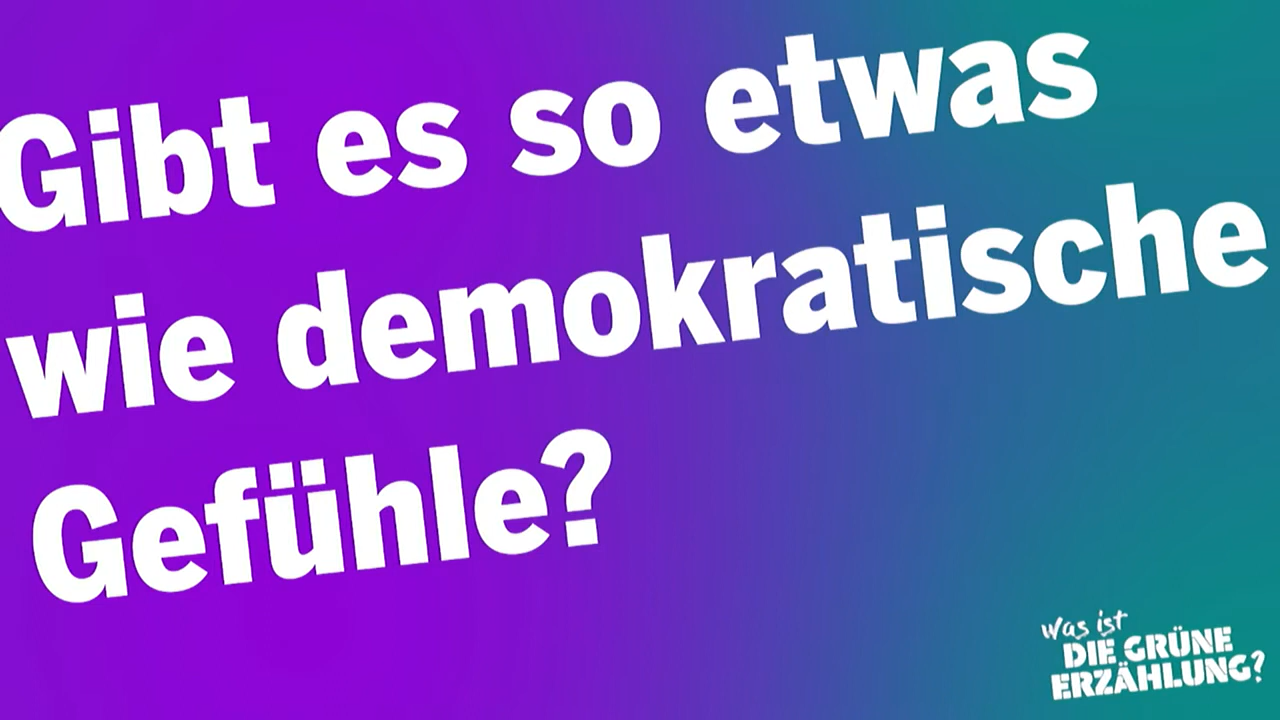 Gibt es so etwas
wie demokratische
Gefühle?
Was ist
DIE GRÜNE
ERZÄHLUNG?